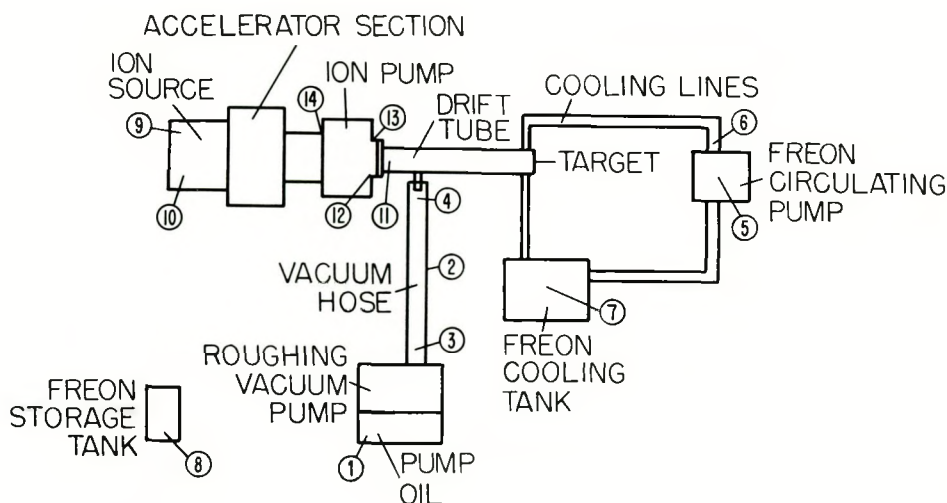 ACCELERATOR SECTION
ION
SOURCE
ION PUMP
DRIFT
TUBE
COOLING LINES
TARGET
FREON
CIRCULATING
PUMP
VACUUM
HOSE
ROUGHING
VACUUM
PUMP
FREON
COOLING
TANK
FREON
STORAGE
TANK
PUMP
OIL
9
10
14
13
12
11
4
2
3
1
6
5
7
8